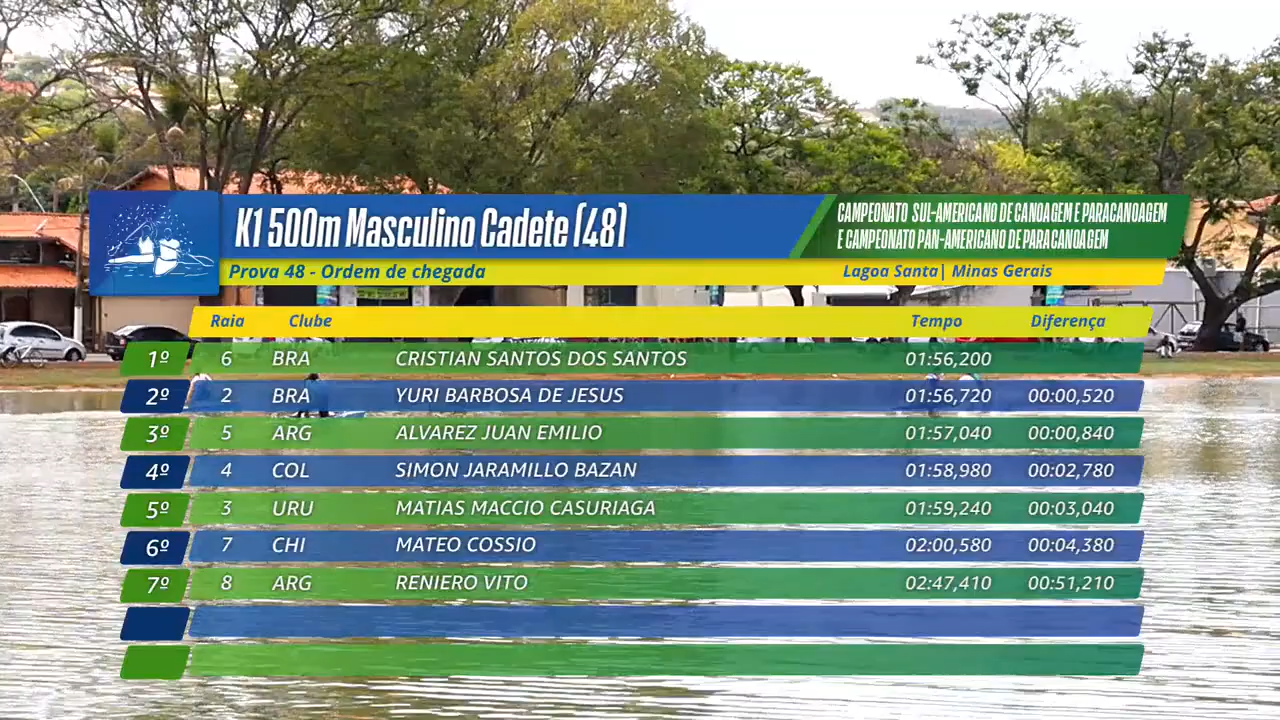 K1 500m Masculino Cadete (48)
CAMPEONATO SUL-AMERICANO DE CANOAGEM E PARACANOAGEM
E CAMPEONATO PAN-AMERICANO DE PARACANOAGEM
Prova 48 - Ordem de chegada
Lagoa Santa| Minas Gerais
Raia Clube Tempo Diferença
1º 6 BRA CRISTIAN SANTOS DOS SANTOS 01:56,200
2º 2 BRA YURI BARBOSA DE JESUS 01:56,720 00:00,520
3º 5 ARG ALVAREZ JUAN EMILIO 01:57,040 00:00,840
4º 4 COL SIMON JARAMILLO BAZAN 01:58,980 00:02,780
5º 3 URU MATIAS MACCIO CASURIAGA 01:59,240 00:03,040
6º 7 CHI MATEO COSSIO 02:00,580 00:04,380
7º 8 ARG RENIERO VITO 02:47,410 00:51,210